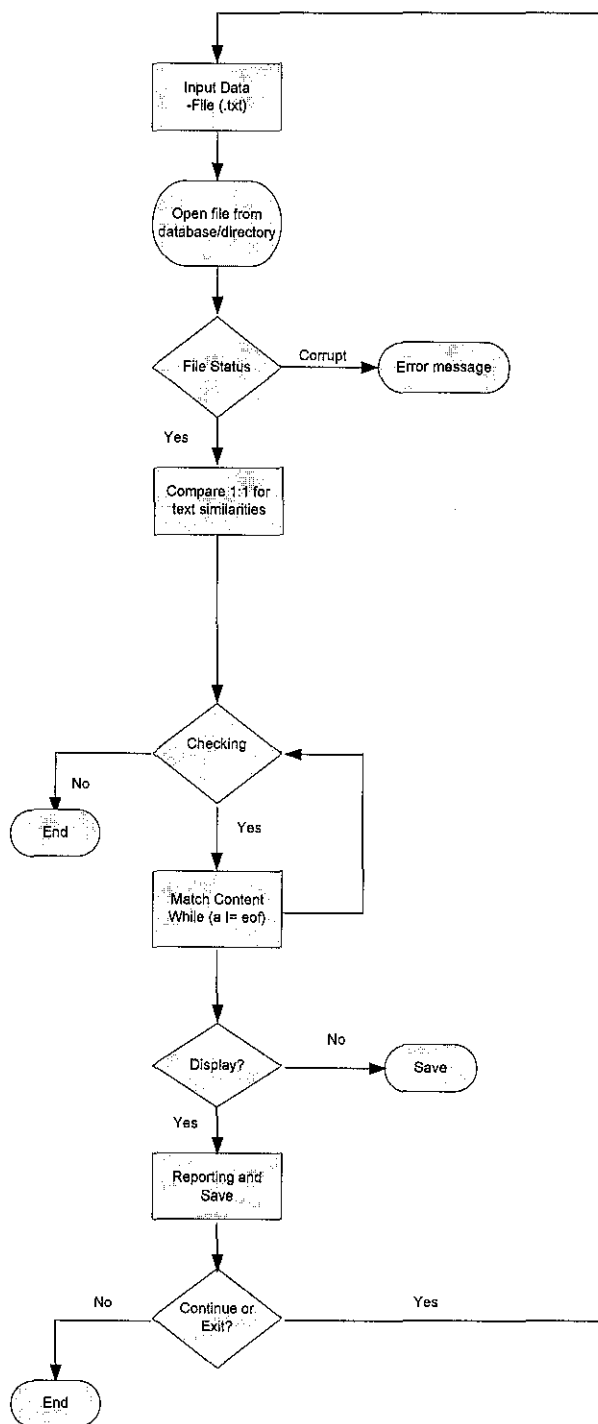 Input Data
-File (.txt)
Open file from
database/directory
File Status
Corrupt
Error message
Yes
Compare 1:1 for
text similarities
Checking
No
End
Yes
Match Content
While (a != eof)
Display?
No
Save
Yes
Reporting and
Save
Continue or
Exit?
No
Yes
End